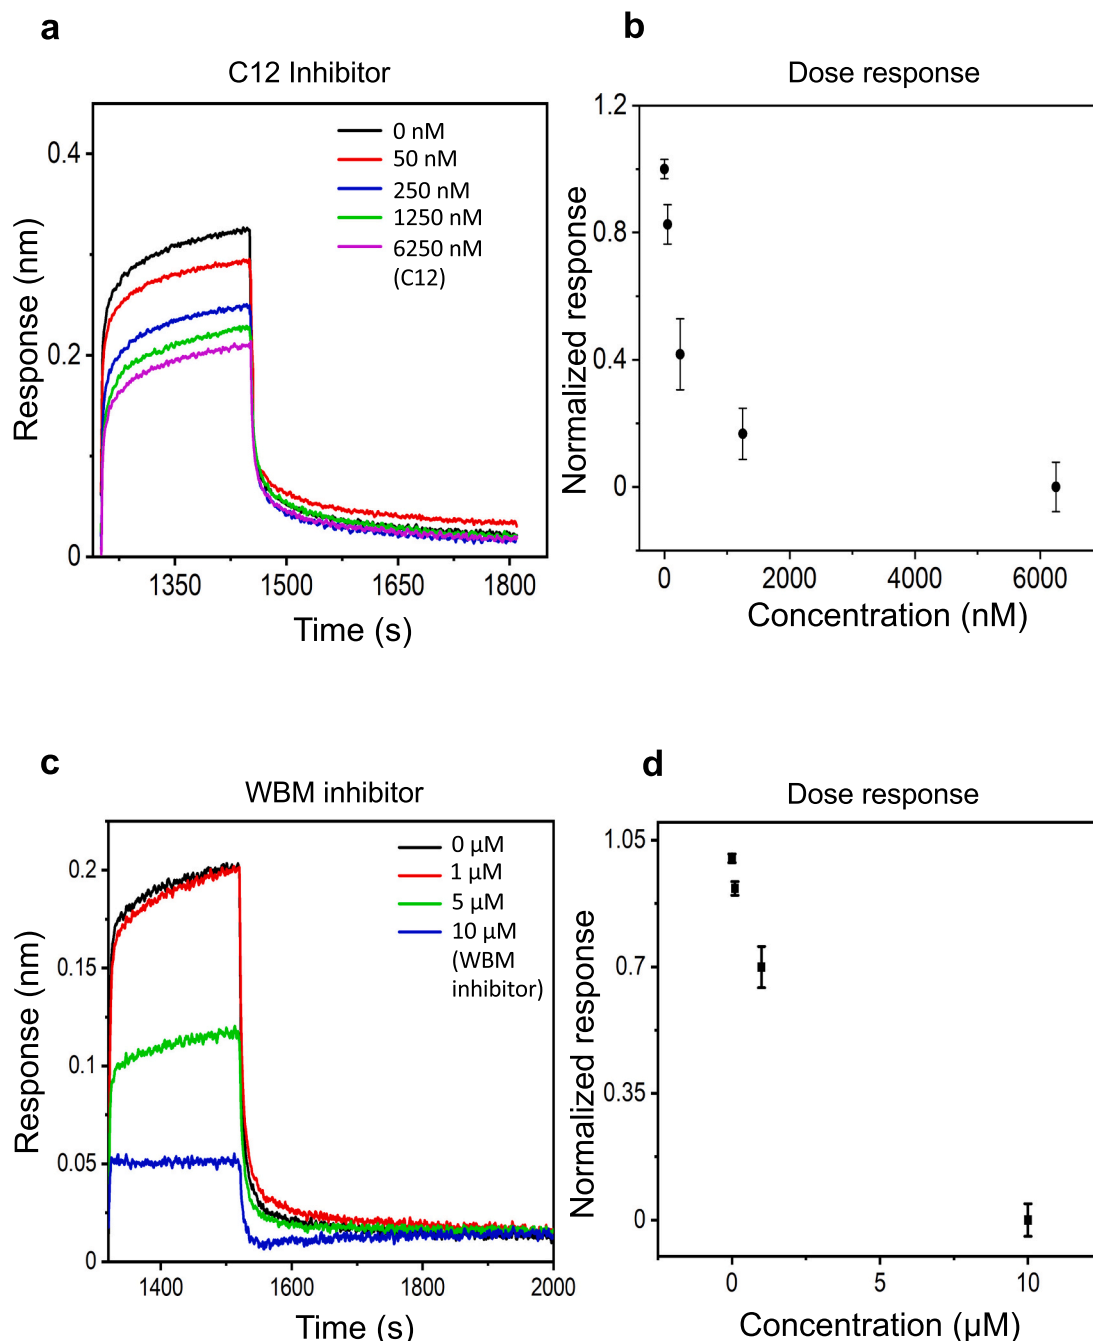 a
C12 Inhibitor
0 nM
50 nM
250 nM
1250 nM
6250 nM
(C12)
Response (nm)
0.4
0.2
0
1350
1500
1650
1800
Time (s)
b
Dose response
Normalized response
1.2
0.8
0.4
0
0
2000
4000
6000
Concentration (nM)
c
WBM inhibitor
0 μM
1 μM
5 μM
10 μM
(WBM
inhibitor)
Response (nm)
0.2
0.15
0.1
0.05
0
1400
1600
1800
2000
Time (s)
d
Dose response
Normalized response
1.05
0.7
0.35
0
0
5
10
Concentration (μM)